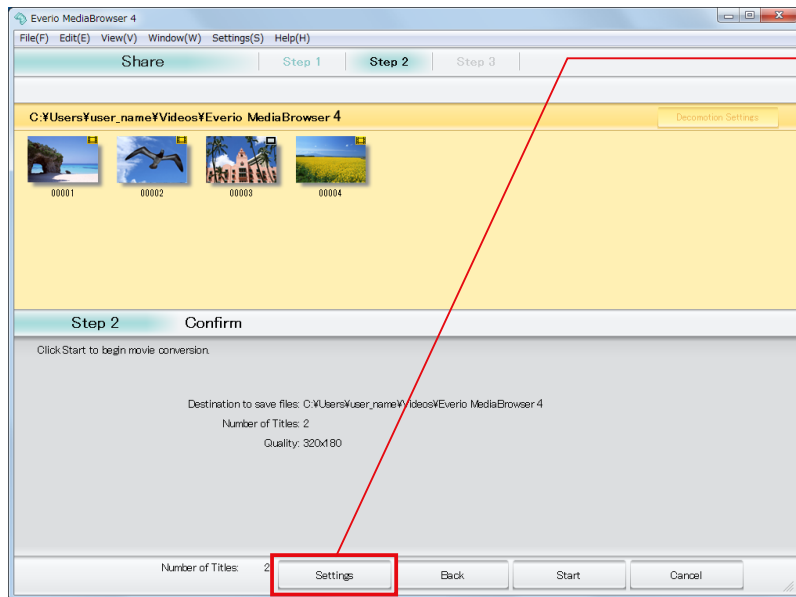 Everio MediaBrowser 4
File(F) Edit(E) View(V) Window(W) Settings(S) Help(H)
Share Step 1 Step 2 Step 3
C:¥Users¥user_name¥Videos¥Everio MediaBrowser 4 Decomotion Settings
00001 00002 00003 00004
Step 2 Confirm
Click Start to begin movie conversion.
Destination to save files: C:¥Users¥user_name¥Videos¥Everio MediaBrowser 4
Number of Titles: 2
Quality: 320x180
Number of Titles: 2 Settings Back Start Cancel